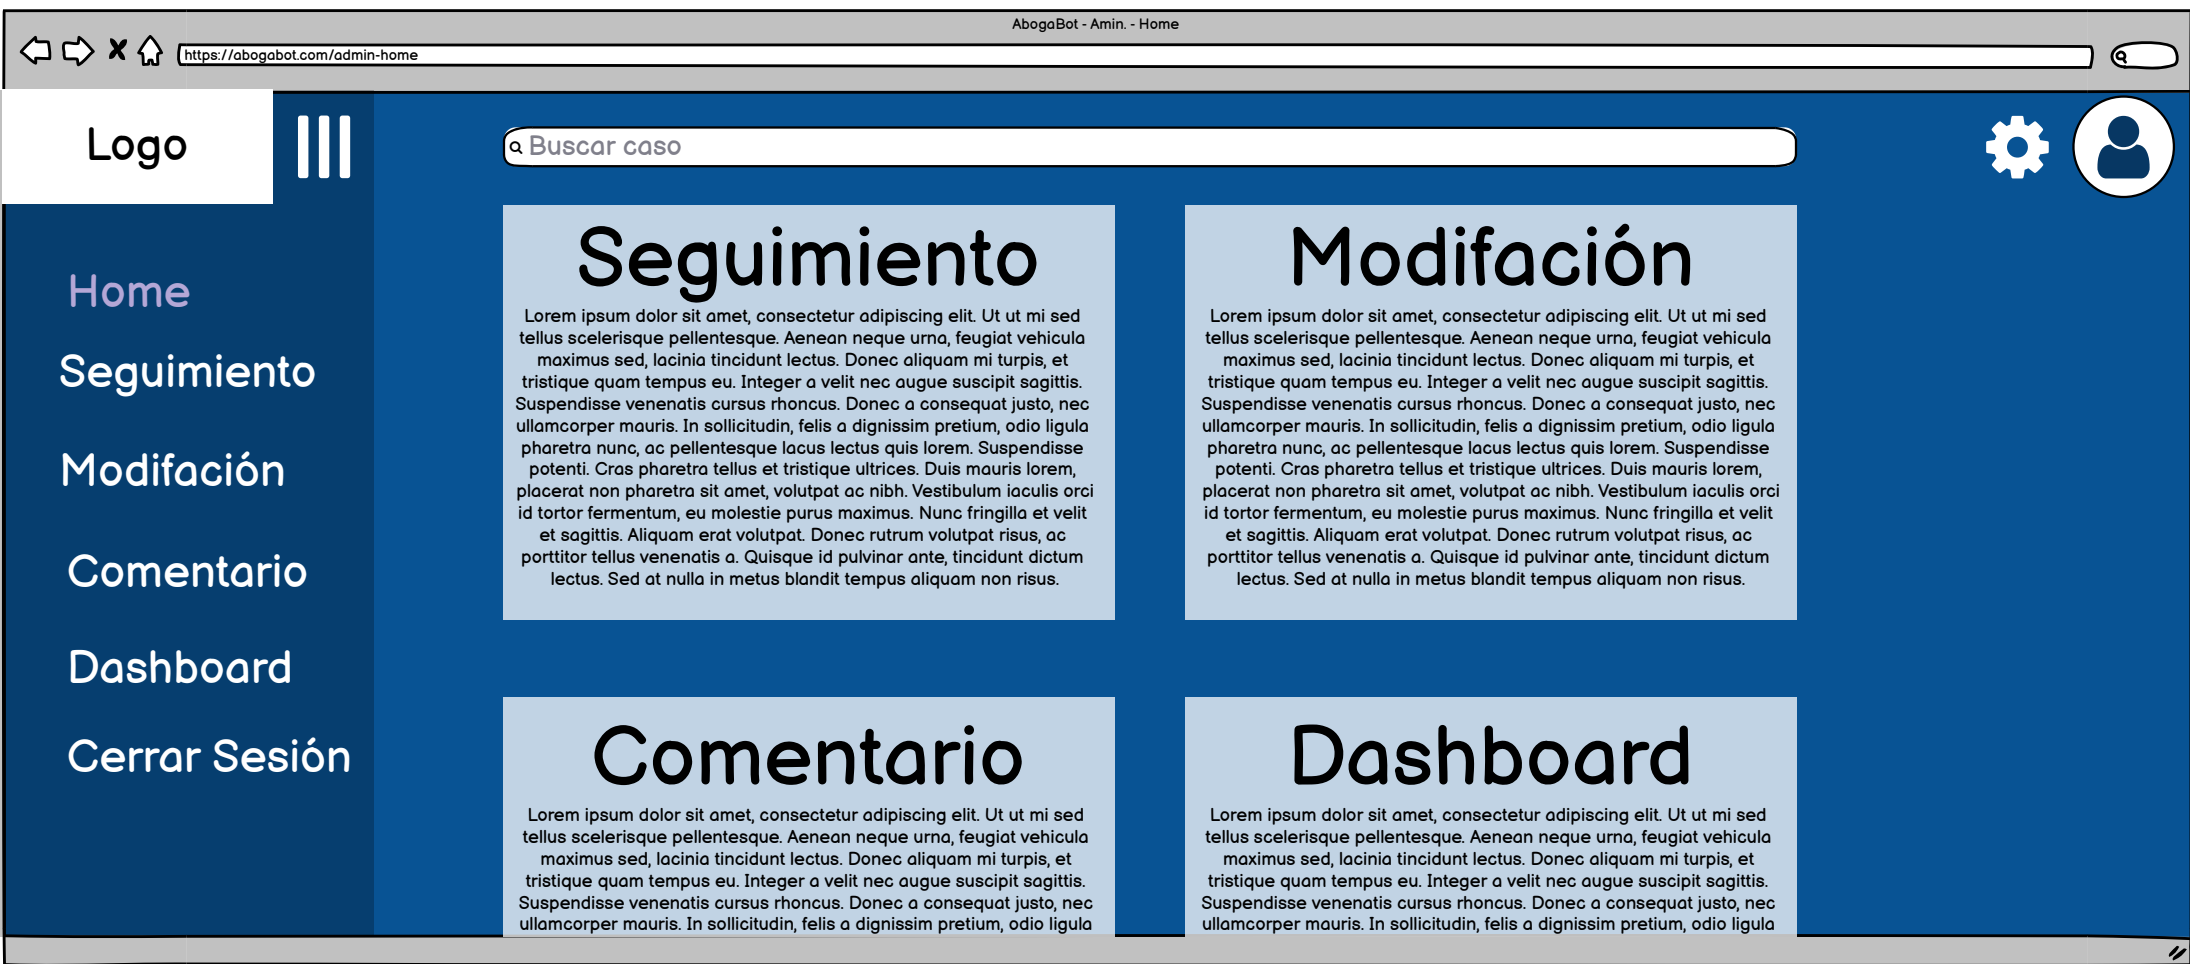 AbogaBot - Amin. - Home
https://abogabot.com/admin-home
Logo
Buscar caso
Home
Seguimiento
Modifación
Comentario
Dashboard
Cerrar Sesión
Seguimiento
Lorem ipsum dolor sit amet, consectetur adipiscing elit. Ut ut mi sed
tellus scelerisque pellentesque. Aenean neque urna, feugiat vehicula
maximus sed, lacinia tincidunt lectus. Donec aliquam mi turpis, et
tristique quam tempus eu. Integer a velit nec augue suscipit sagittis.
Suspendisse venenatis cursus rhoncus. Donec a consequat justo, nec
ullamcorper mauris. In sollicitudin, felis a dignissim pretium, odio ligula
pharetra nunc, ac pellentesque lacus lectus quis lorem. Suspendisse
potenti. Cras pharetra tellus et tristique ultrices. Duis mauris lorem,
placerat non pharetra sit amet, volutpat ac nibh. Vestibulum iaculis orci
id tortor fermentum, eu molestie purus maximus. Nunc fringilla et velit
et sagittis. Aliquam erat volutpat. Donec rutrum volutpat risus, ac
porttitor tellus venenatis a. Quisque id pulvinar ante, tincidunt dictum
lectus. Sed at nulla in metus blandit tempus aliquam non risus.
Modifación
Lorem ipsum dolor sit amet, consectetur adipiscing elit. Ut ut mi sed
tellus scelerisque pellentesque. Aenean neque urna, feugiat vehicula
maximus sed, lacinia tincidunt lectus. Donec aliquam mi turpis, et
tristique quam tempus eu. Integer a velit nec augue suscipit sagittis.
Suspendisse venenatis cursus rhoncus. Donec a consequat justo, nec
ullamcorper mauris. In sollicitudin, felis a dignissim pretium, odio ligula
pharetra nunc, ac pellentesque lacus lectus quis lorem. Suspendisse
potenti. Cras pharetra tellus et tristique ultrices. Duis mauris lorem,
placerat non pharetra sit amet, volutpat ac nibh. Vestibulum iaculis orci
id tortor fermentum, eu molestie purus maximus. Nunc fringilla et velit
et sagittis. Aliquam erat volutpat. Donec rutrum volutpat risus, ac
porttitor tellus venenatis a. Quisque id pulvinar ante, tincidunt dictum
lectus. Sed at nulla in metus blandit tempus aliquam non risus.
Comentario
Lorem ipsum dolor sit amet, consectetur adipiscing elit. Ut ut mi sed
tellus scelerisque pellentesque. Aenean neque urna, feugiat vehicula
maximus sed, lacinia tincidunt lectus. Donec aliquam mi turpis, et
tristique quam tempus eu. Integer a velit nec augue suscipit sagittis.
Suspendisse venenatis cursus rhoncus. Donec a consequat justo, nec
ullamcorper mauris. In sollicitudin, felis a dignissim pretium, odio ligula
Dashboard
Lorem ipsum dolor sit amet, consectetur adipiscing elit. Ut ut mi sed
tellus scelerisque pellentesque. Aenean neque urna, feugiat vehicula
maximus sed, lacinia tincidunt lectus. Donec aliquam mi turpis, et
tristique quam tempus eu. Integer a velit nec augue suscipit sagittis.
Suspendisse venenatis cursus rhoncus. Donec a consequat justo, nec
ullamcorper mauris. In sollicitudin, felis a dignissim pretium, odio ligula